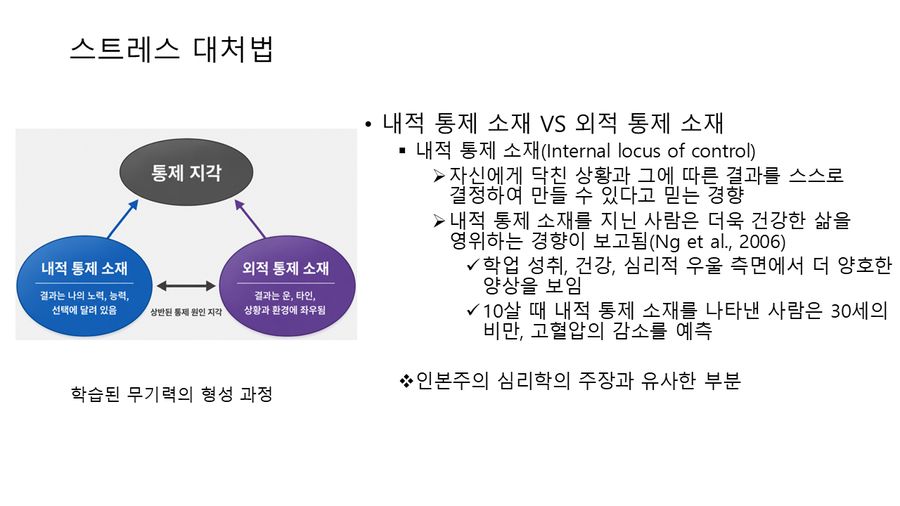 스트레스 대처법
통제 지각
내적 통제 소재
결과는 나의 노력, 능력,
선택에 달려 있음
상반된 통제 원인 지각
외적 통제 소재
결과는 운, 타인,
상황과 환경에 좌우됨
학습된 무기력의 형성 과정
• 내적 통제 소재 VS 외적 통제 소재
▪ 내적 통제 소재(Internal locus of control)
➢자신에게 닥친 상황과 그에 따른 결과를 스스로
결정하여 만들 수 있다고 믿는 경향
➢내적 통제 소재를 지닌 사람은 더욱 건강한 삶을
영위하는 경향이 보고됨(Ng et al., 2006)
✓학업 성취, 건강, 심리적 우울 측면에서 더 양호한
양상을 보임
✓10살 때 내적 통제 소재를 나타낸 사람은 30세의
비만, 고혈압의 감소를 예측
❖인본주의 심리학의 주장과 유사한 부분